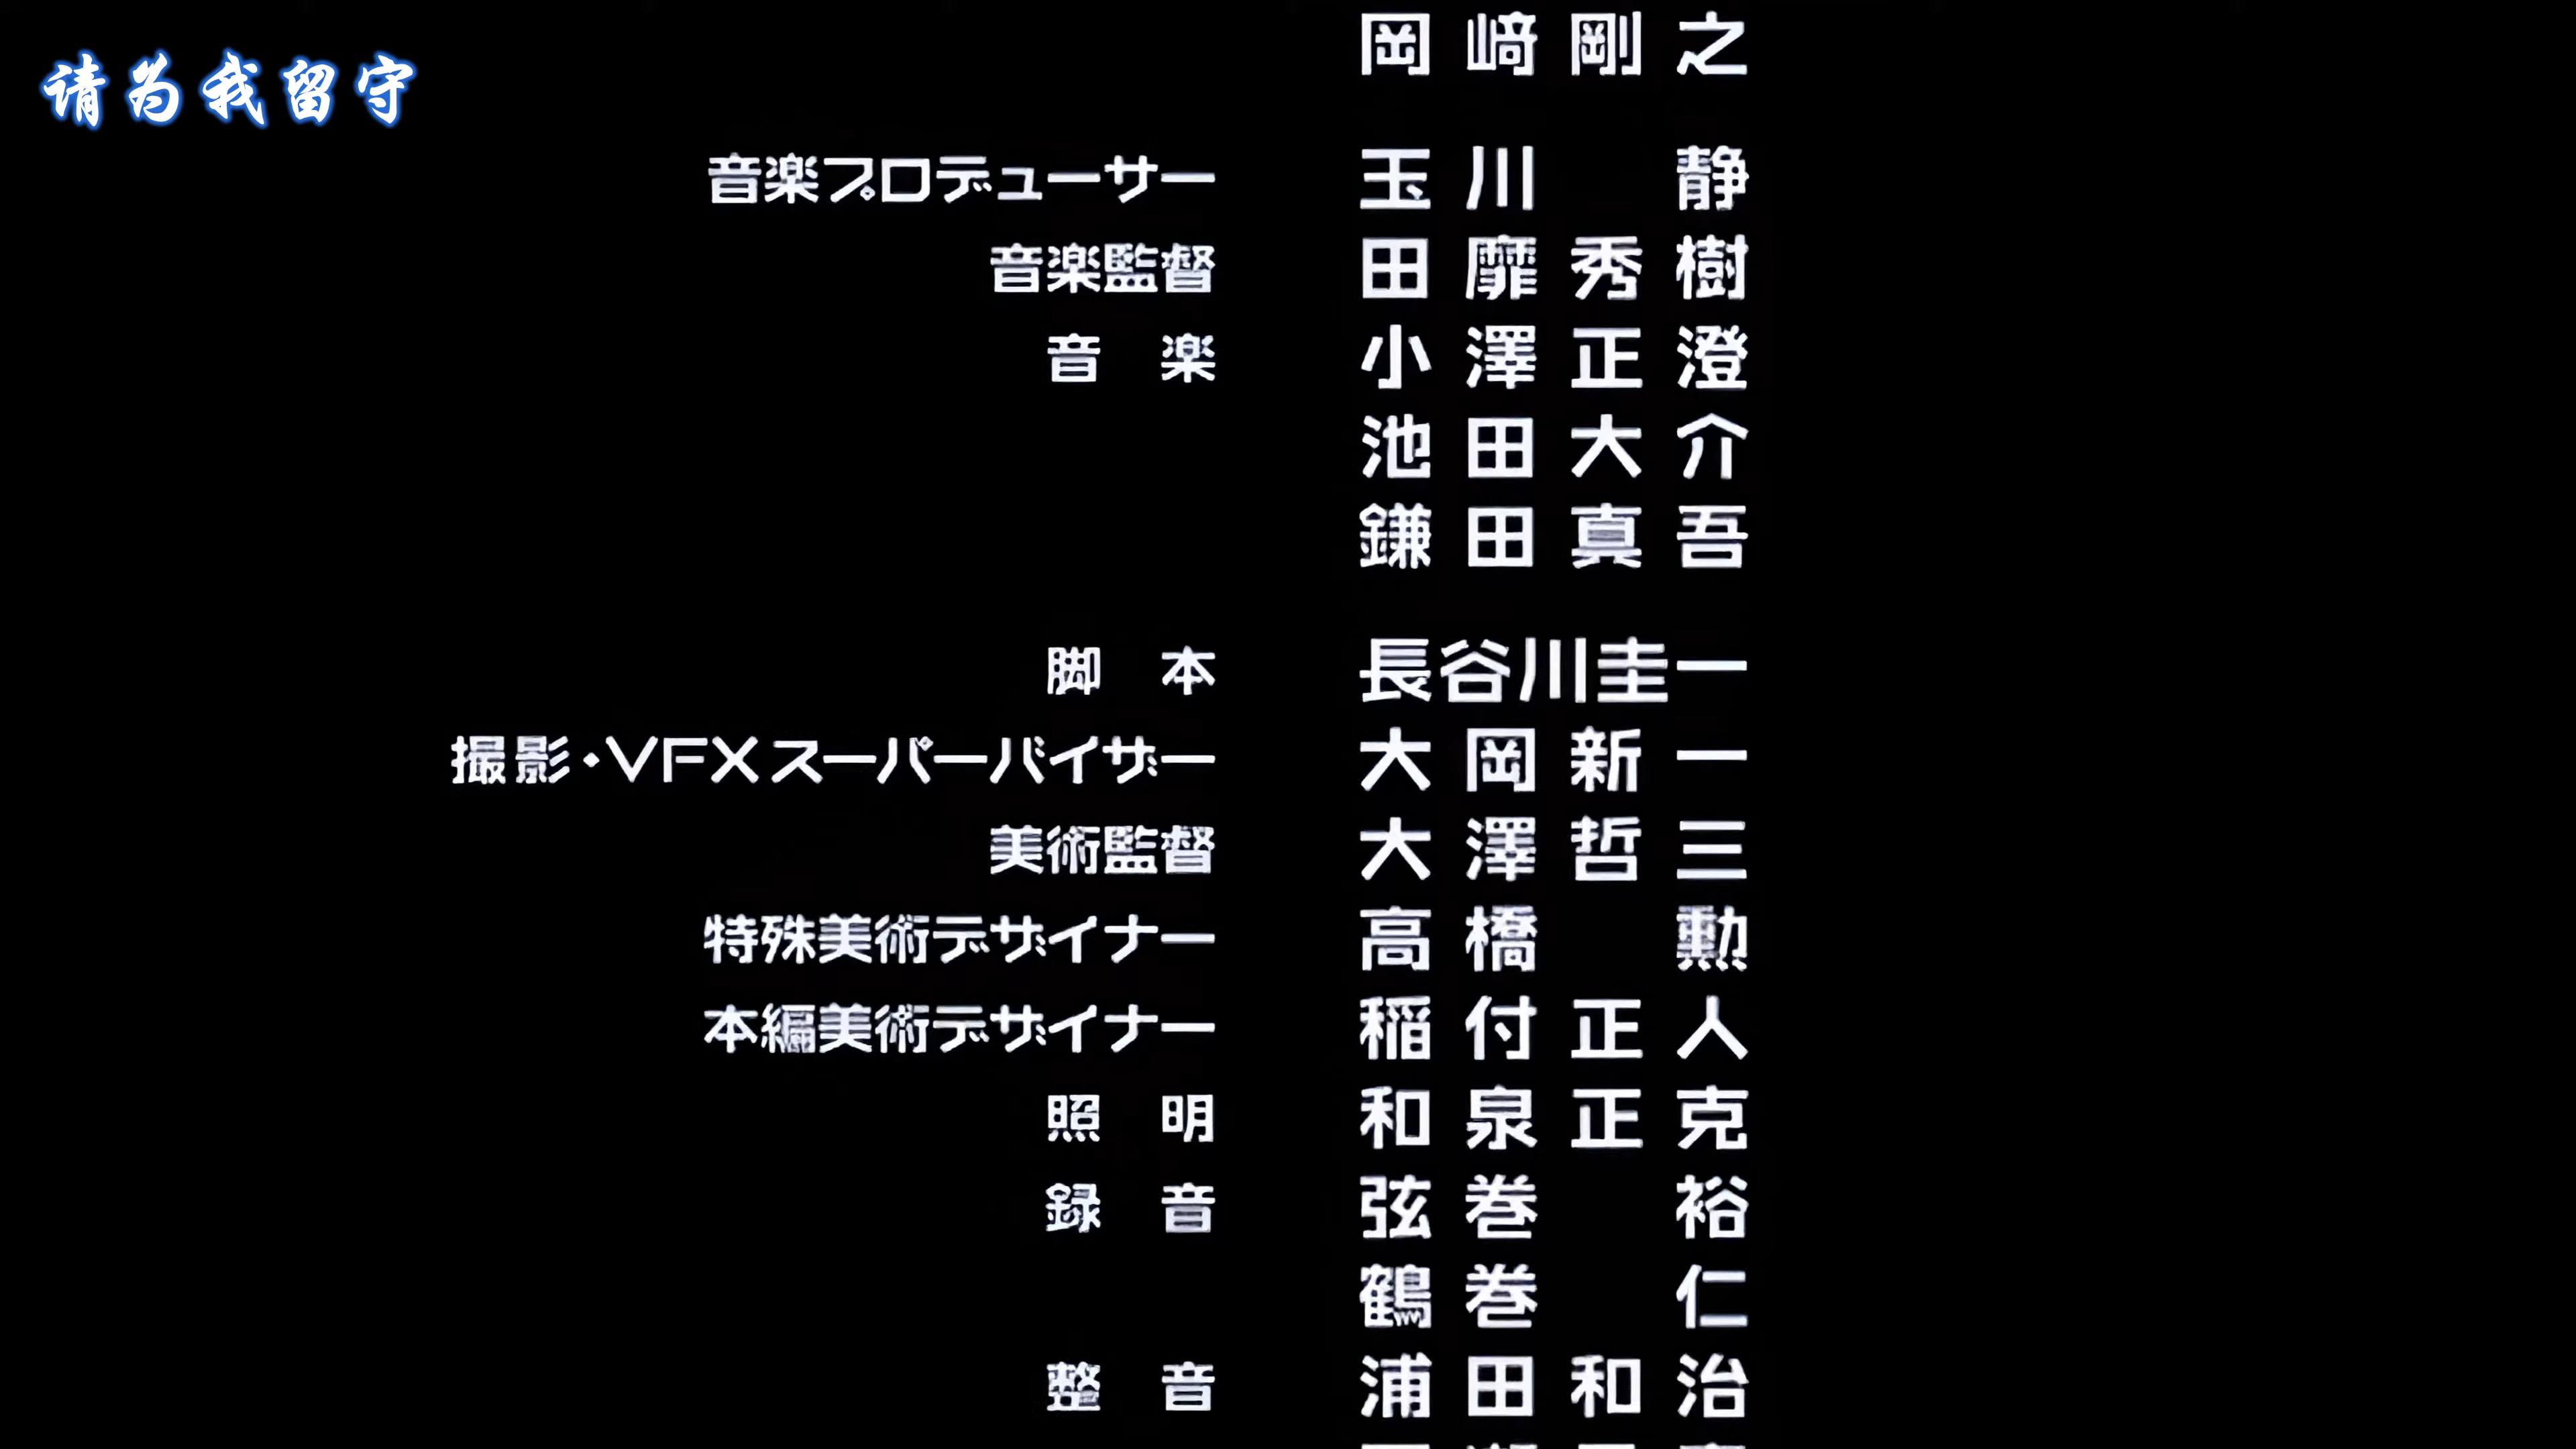 岡﨑剛之
请为我留守
音楽プロデューサー 玉川 静
音楽監督 田靡秀樹
音 楽 小澤正澄
池田大介
鎌田真吾
脚 本 長谷川圭一
撮影・VFXスーパーバイザー 大岡新一
美術監督 大澤哲三
特殊美術デザイナー 高橋 勲
本編美術デザイナー 稲付正人
照 明 和泉正克
録 音 弦巻 裕
鶴巻 仁
整 音 浦田和治